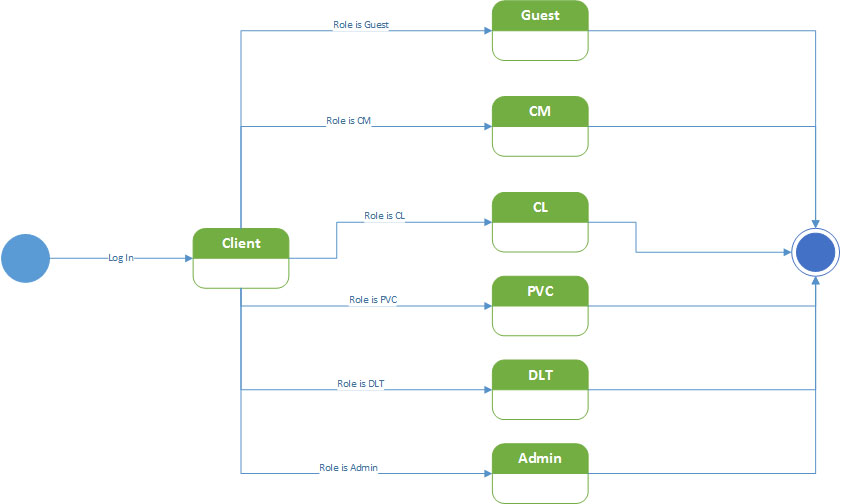 Role is Guest
Guest
Role is CM
CM
Role is CL
CL
Log In
Client
Role is PVC
PVC
Role is DLT
DLT
Role is Admin
Admin